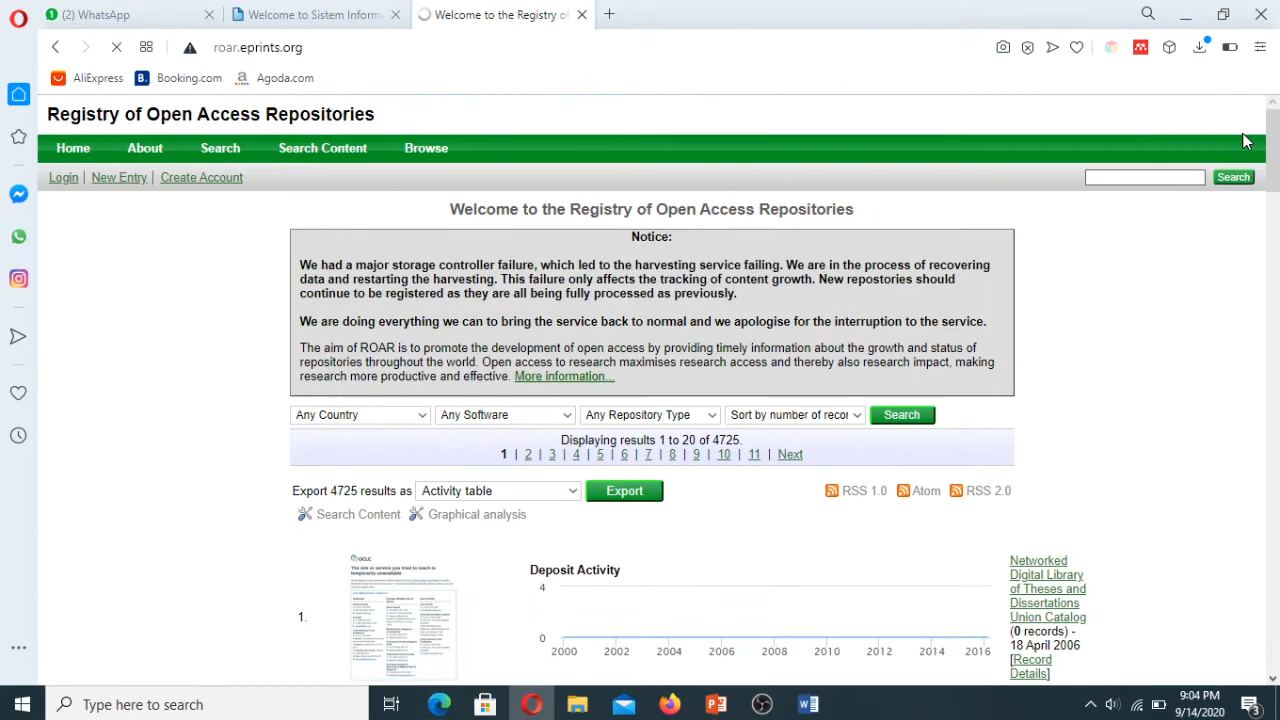 (2) WhatsApp
Welcome to Sistem Inform
Welcome to the Registry of
roar.eprints.org
AliExpress
Booking.com
Agoda.com
Registry of Open Access Repositories
Home
About
Search
Search Content
Browse
Login | New Entry | Create Account
Search
Welcome to the Registry of Open Access Repositories
Notice:
We had a major storage controller failure, which led to the harvesting service failing. We are in the process of recovering
data and restarting the harvesting. This failure only affects the tracking of content growth. New repostories should
continue to be registered as they are all being fully processed as previously.
We are doing everything we can to bring the service back to normal and we apologise for the interruption to the service.
The aim of ROAR is to promote the development of open access by providing timely information about the growth and status of
repositories throughout the world. Open access to research maximises research access and thereby also research impact, making
research more productive and effective. More information...
Any Country
Any Software
Any Repository Type
Sort by number of recor
Search
Displaying results 1 to 20 of 4725.
1 | 2 | 3 | 4 | 5 | 6 | 7 | 8 | 9 | 10 | 11 | Next
Export 4725 results as
Activity table
Export
RSS 1.0
Atom
RSS 2.0
Search Content
Graphical analysis
1.
OCLC
The site or service you tried to reach is
temporarily unavailable
Deposit Activity
4
0
2000
2012
2014
2016
Networked
Digital Library
of Theses and
Dissertations
Union Catalog
(0 records) -
18 April 2006
[Record
Details]
Type here to search
9:04 PM
9/14/2020
3